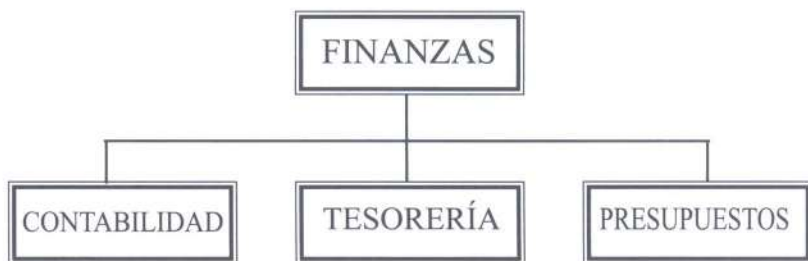 FINANZAS
CONTABILIDAD
TESORERÍA
PRESUPUESTOS